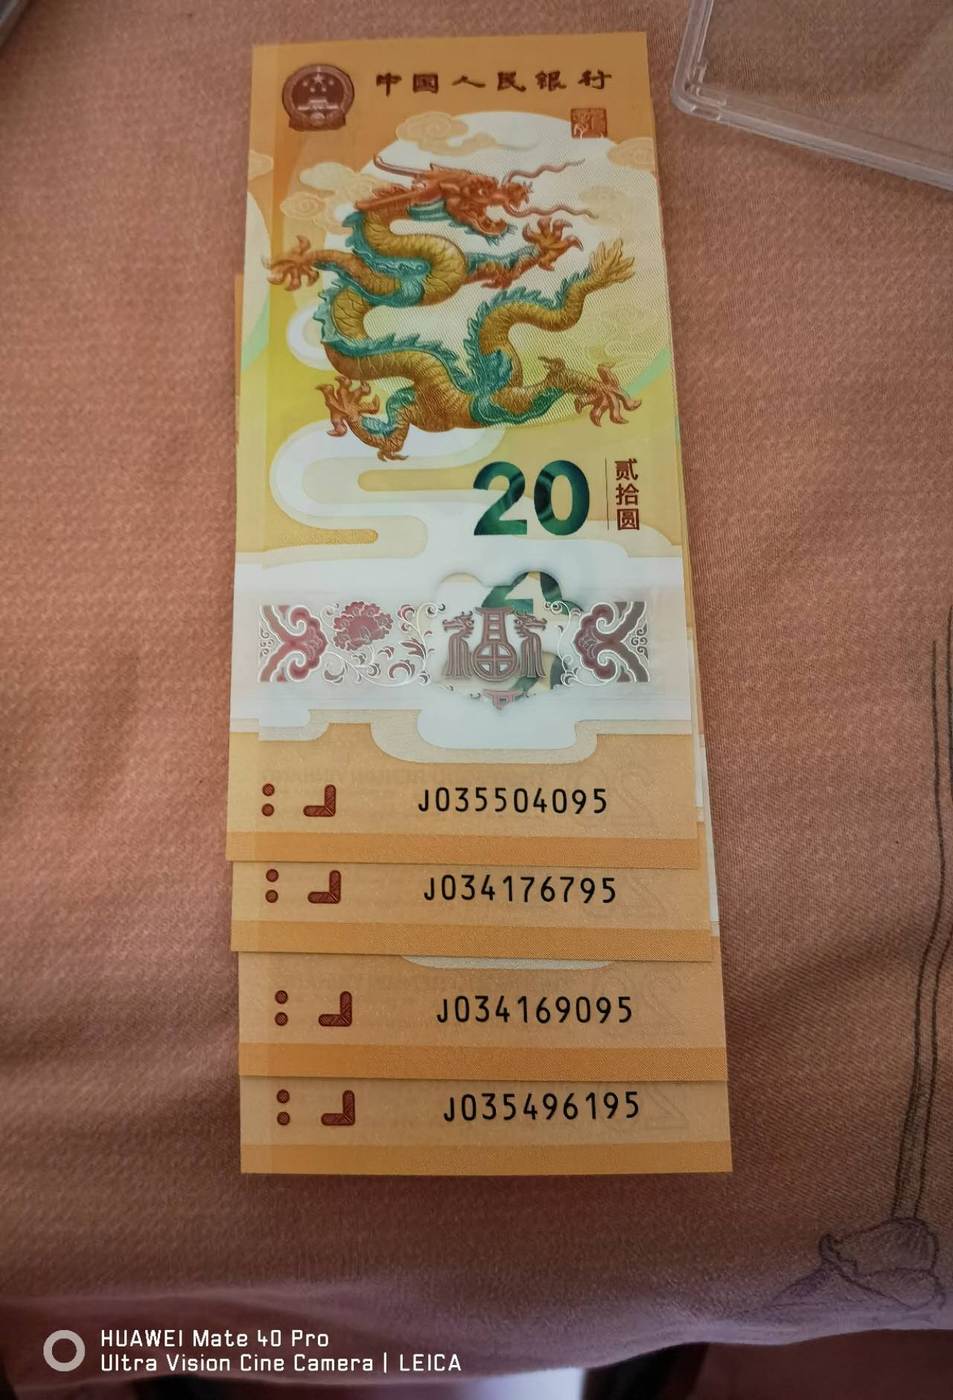 中国人民银行
20
贰拾圆
J035504095
J034176795
J034169095
J035496195
HUAWEI Mate 40 Pro
Ultra Vision Cine Camera | LEICA